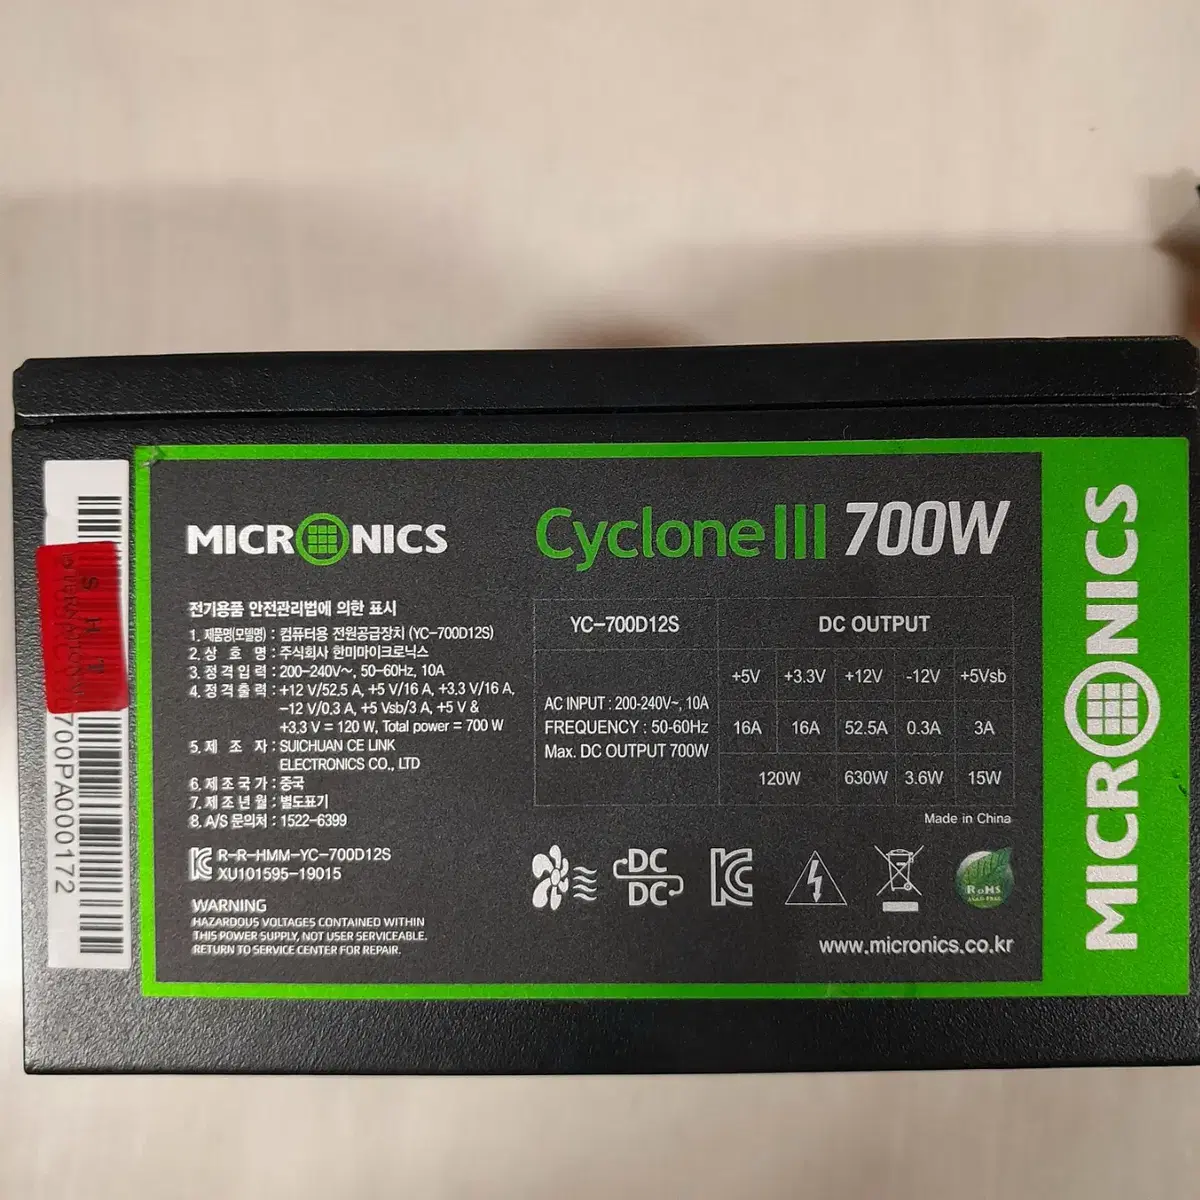 MICRONICS
Cyclone III 700W
전기용품 안전관리법에 의한 표시
1. 제품명(모델명) : 컴퓨터용 전원공급장치 (YC-700D12S)
2. 상 호 명 : 주식회사 한미마이크로닉스
3. 정 격 입 력 : 200-240V~, 50-60Hz, 10A
4. 정 격 출 력 : +12 V/52.5 A, +5 V/16 A, +3.3 V/16 A,
-12 V/0.3 A, +5 Vsb/3 A, +5 V &
+3.3 V = 120 W, Total power = 700 W
5. 제 조 자 : SUICHUAN CE LINK
ELECTRONICS CO., LTD
6. 제 조 국 가 : 중국
7. 제 조 년 월 : 별도표기
8. A/S 문의처 : 1522-6399
R-R-HMM-YC-700D12S
XU101595-19015
WARNING
HAZARDOUS VOLTAGES CONTAINED WITHIN
THIS POWER SUPPLY, NOT USER SERVICEABLE.
RETURN TO SERVICE CENTER FOR REPAIR.
YC-700D12S
DC OUTPUT
AC INPUT : 200-240V~, 10A
FREQUENCY : 50-60Hz
Max. DC OUTPUT 700W
+5V +3.3V +12V -12V +5Vsb
16A 16A 52.5A 0.3A 3A
120W 630W 3.6W 15W
Made in China
DC
DC
RoHS
www.micronics.co.kr
MICRONICS
700PA000172
S H T